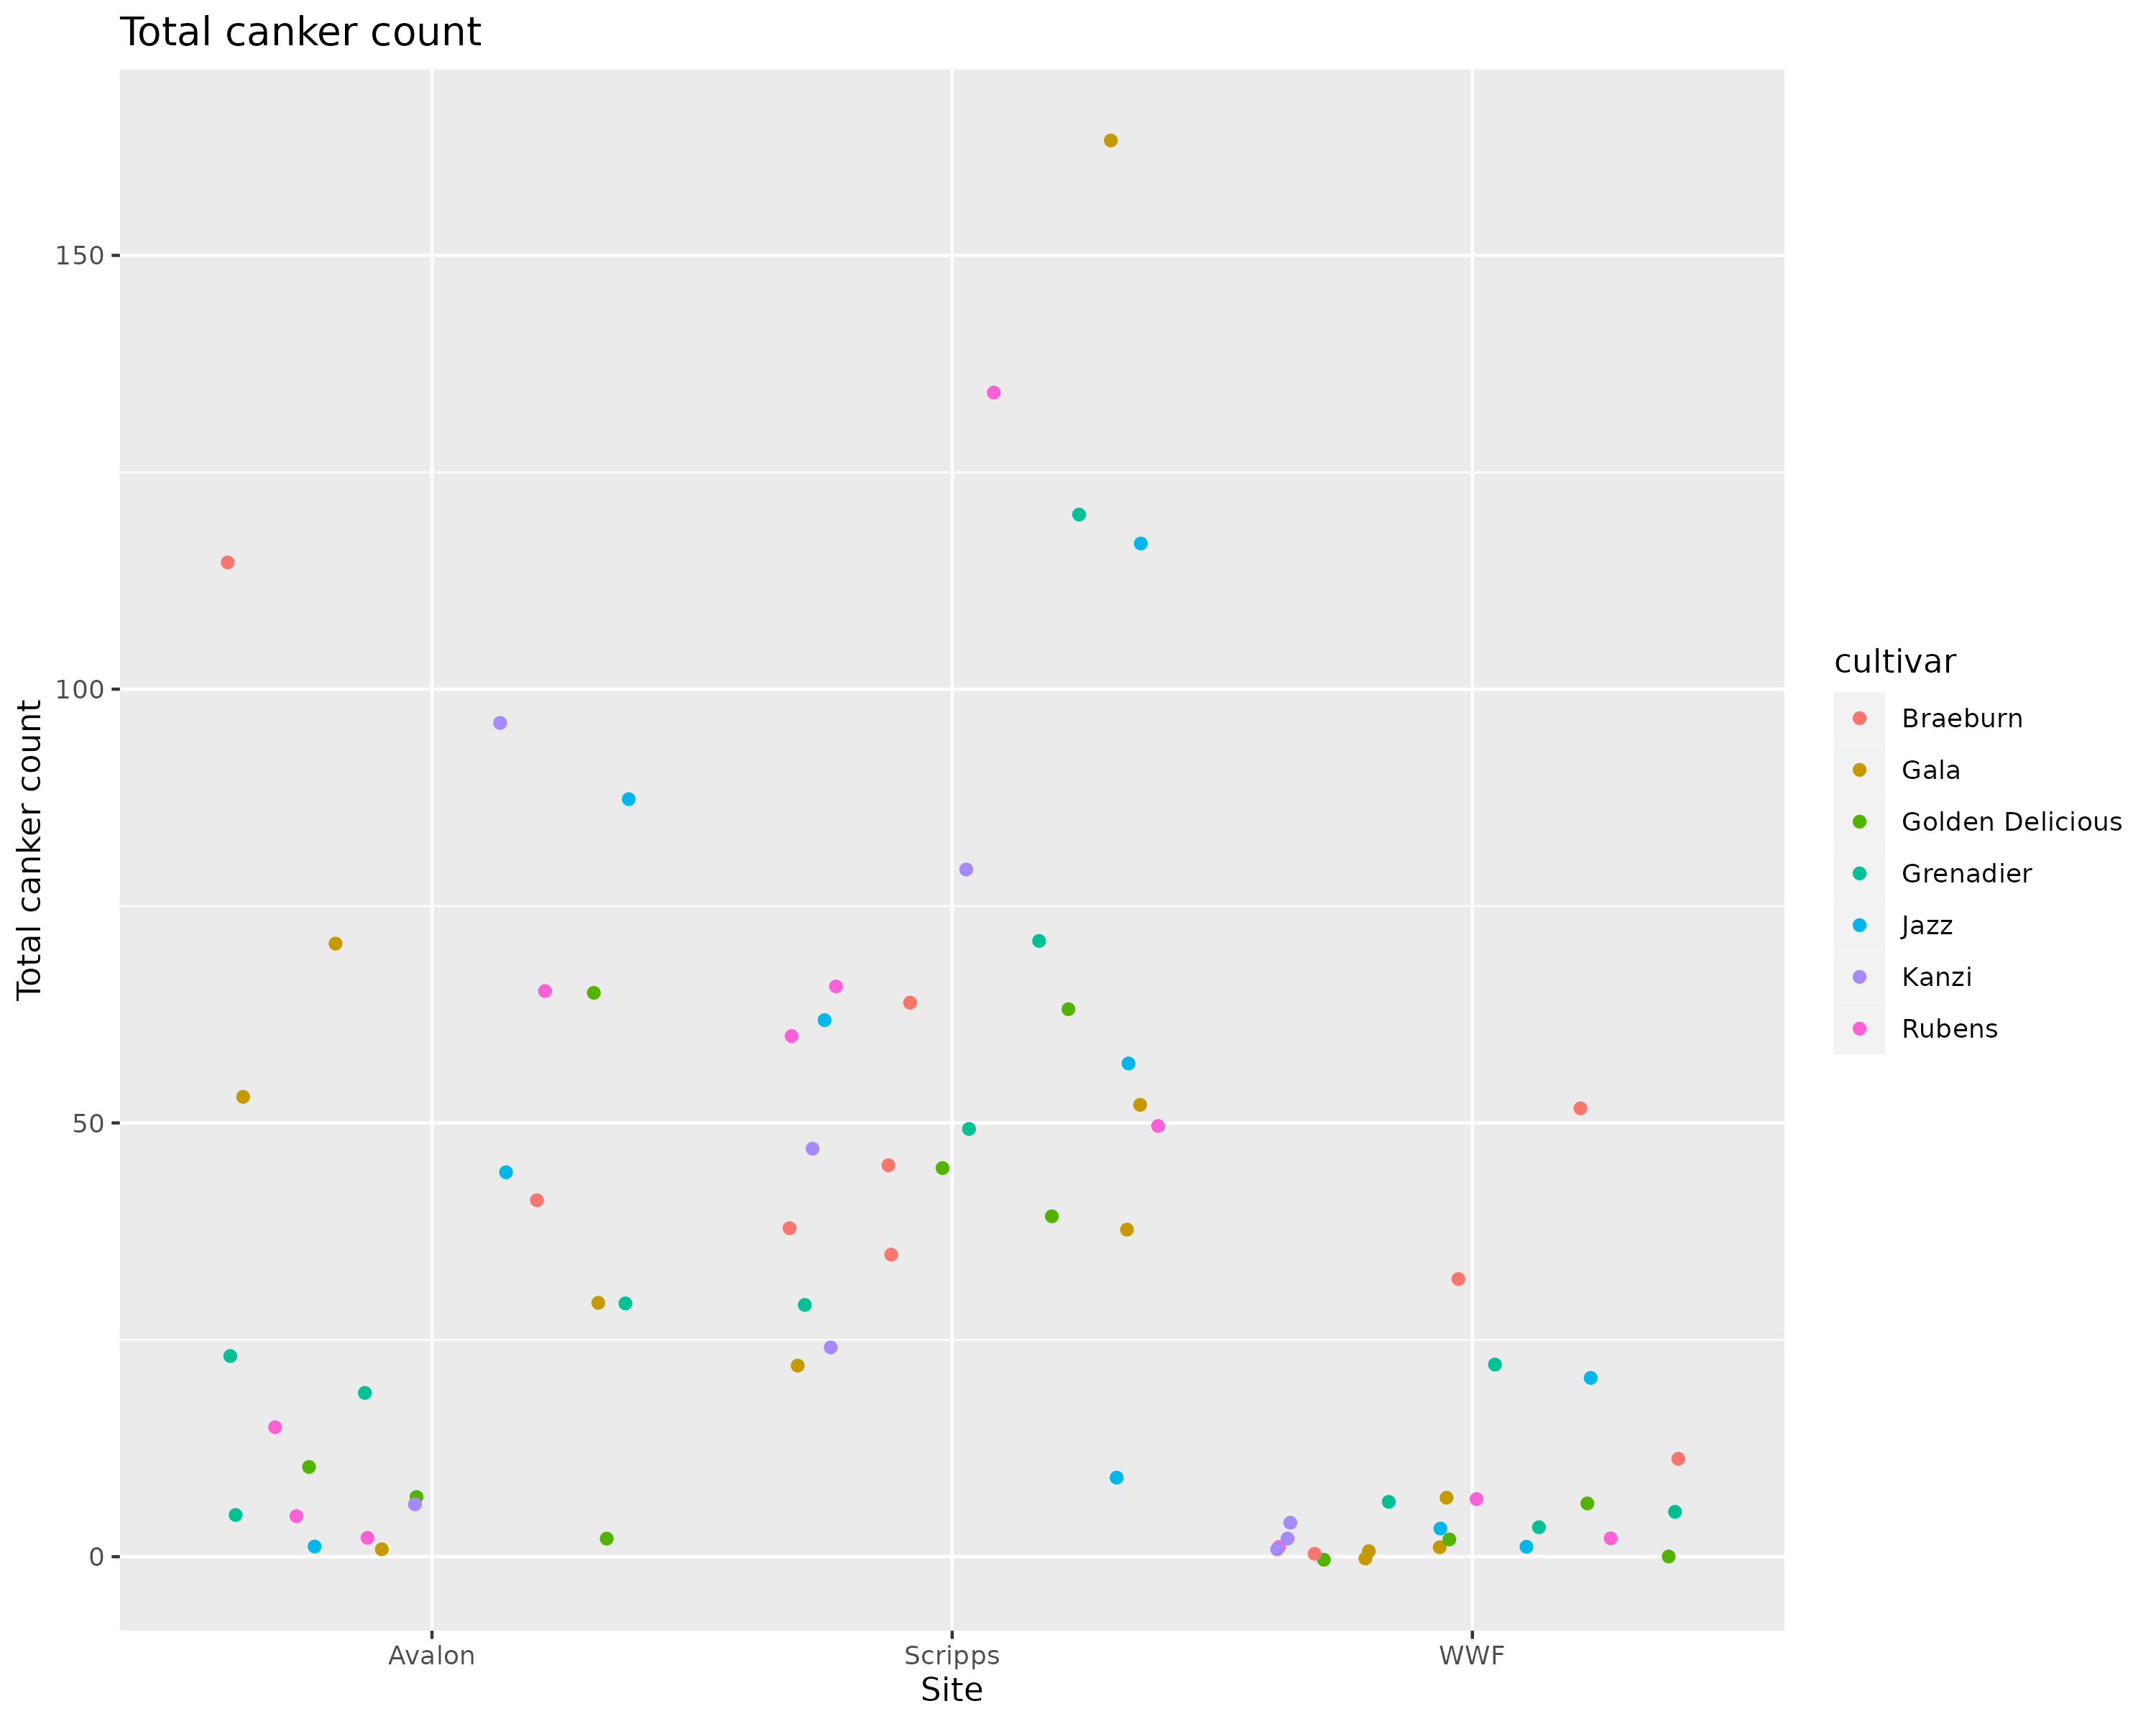 Total canker count
Total canker count
150
100
50
0
Avalon
Scripps
WWF
Site
cultivar
Braeburn
Gala
Golden Delicious
Grenadier
Jazz
Kanzi
Rubens